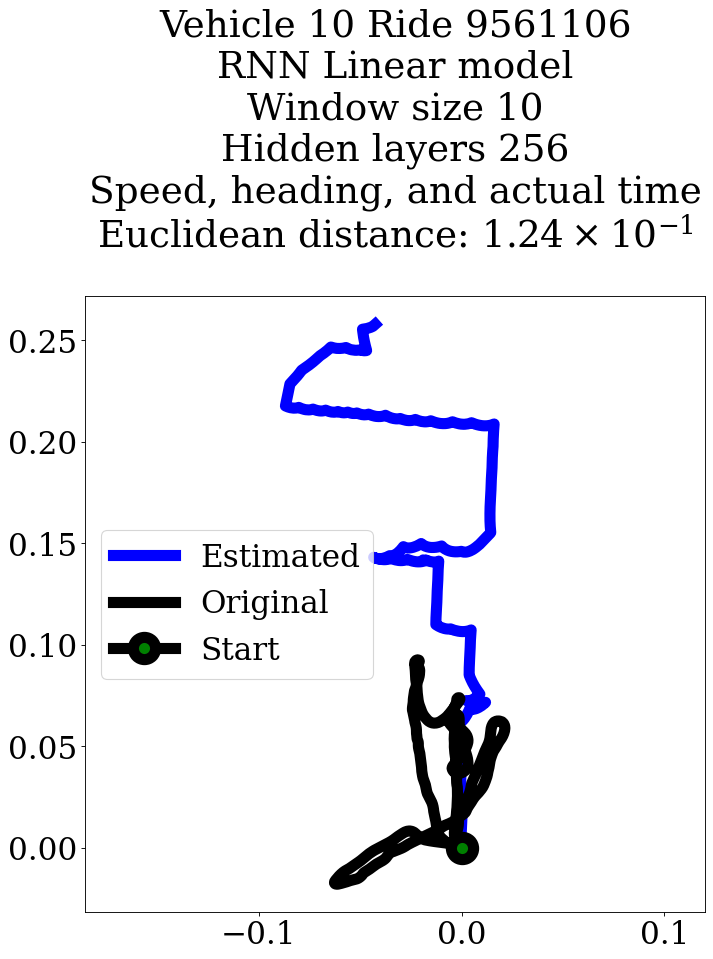 Vehicle 10 Ride 9561106
RNN Linear model
Window size 10
Hidden layers 256
Speed, heading, and actual time
Euclidean distance: 1.24 × 10⁻¹
0.25
0.20
0.15
0.10
0.05
0.00
Estimated
Original
Start
−0.1 0.0 0.1